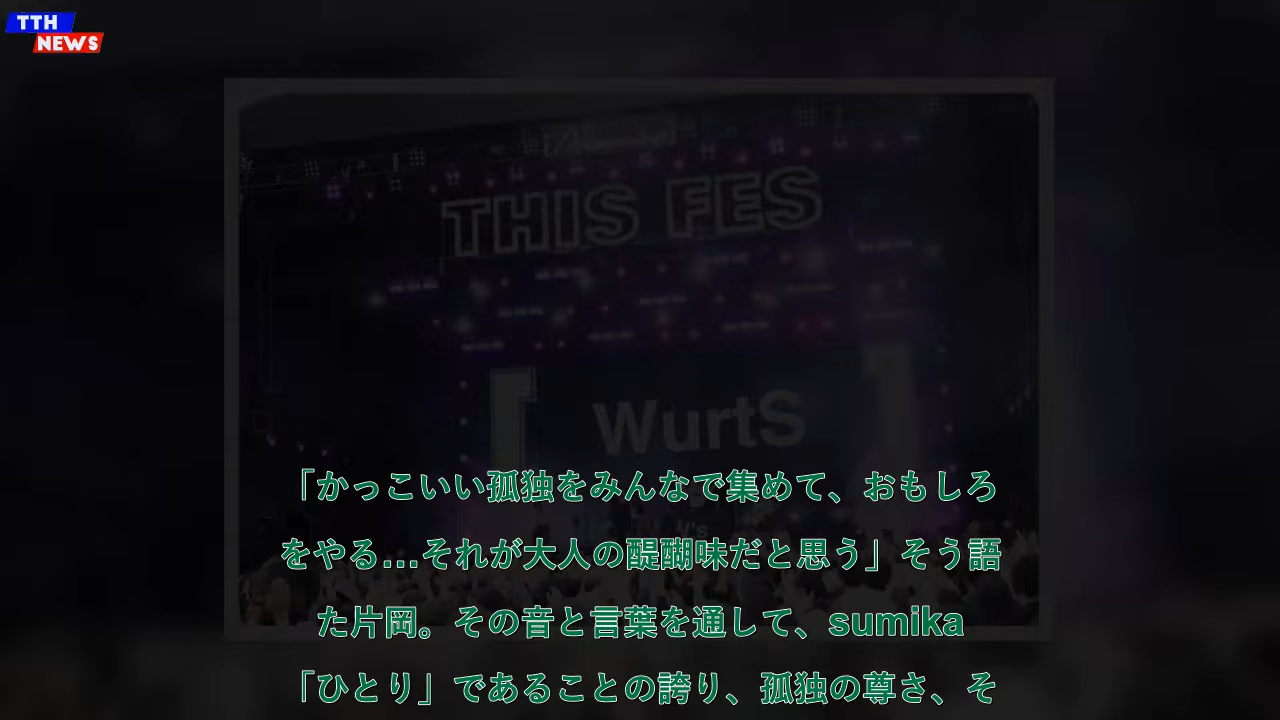 TTH
NEWS
THIS FES
WurtS
「かっこいい孤独をみんなで集めて、おもしろ
をやる…それが大人の醍醐味だと思う」そう語
た片岡。その音と言葉を通して、sumika
「ひとり」であることの誇り、孤独の尊さ、そ